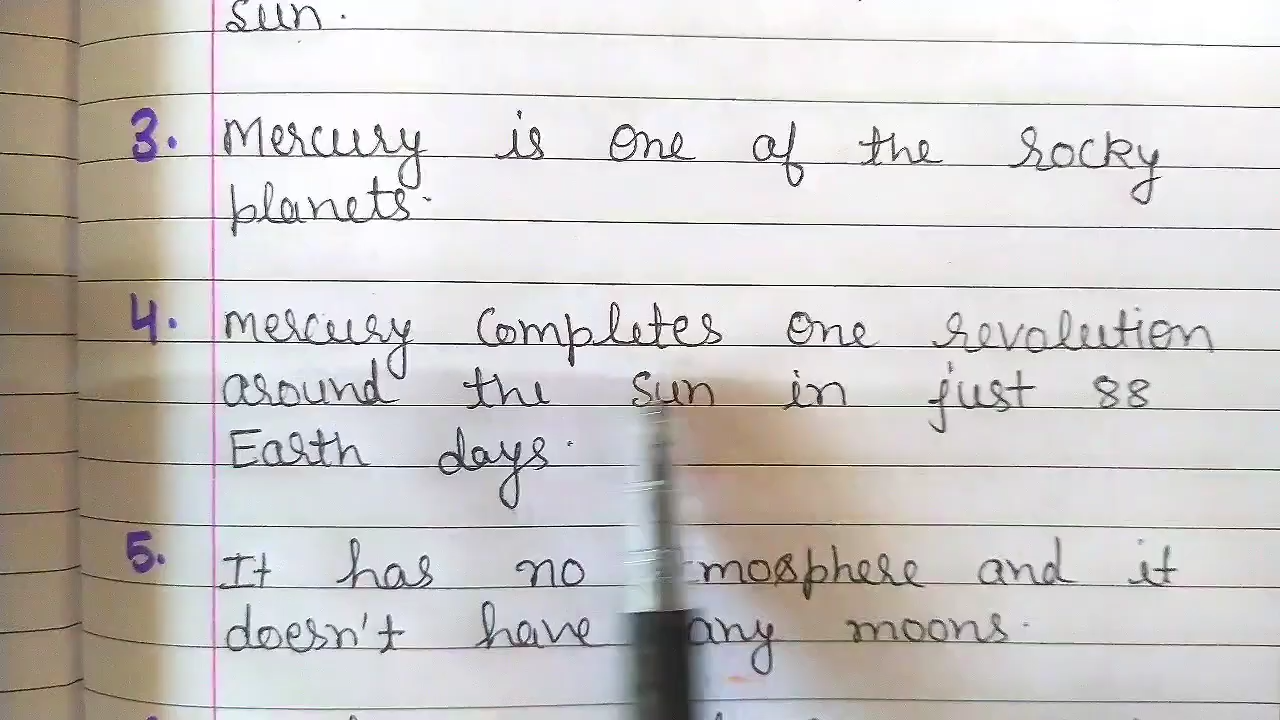 Sun.
3. Mercury is one of the rocky
planets.
4. Mercury completes one revolution
around the Sun in just 88
Earth days.
5. It has no tmosphere and it
doesn't have any moons.